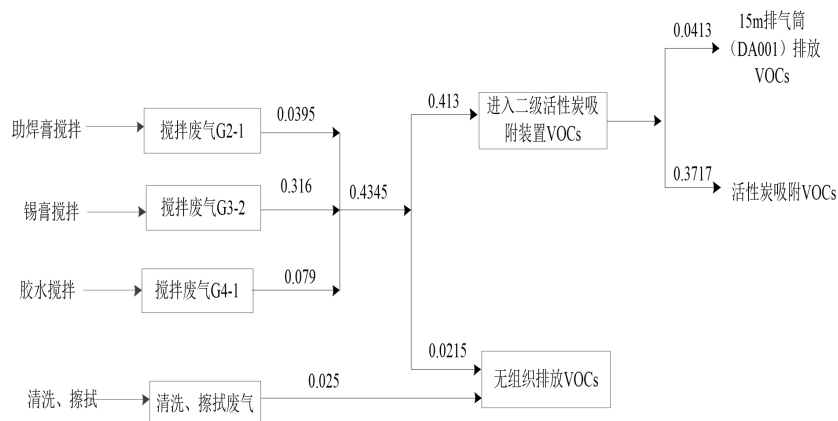 助焊膏搅拌
搅拌废气G2-1
0.0395
锡膏搅拌
搅拌废气G3-2
0.316
0.4345
胶水搅拌
搅拌废气G4-1
0.079
清洗、擦拭
清洗、擦拭废气
0.025
0.413
进入二级活性炭吸
附装置VOCs
0.0413
15m排气筒
（DA001）排放
VOCs
0.3717
活性炭吸附VOCs
0.0215
无组织排放VOCs